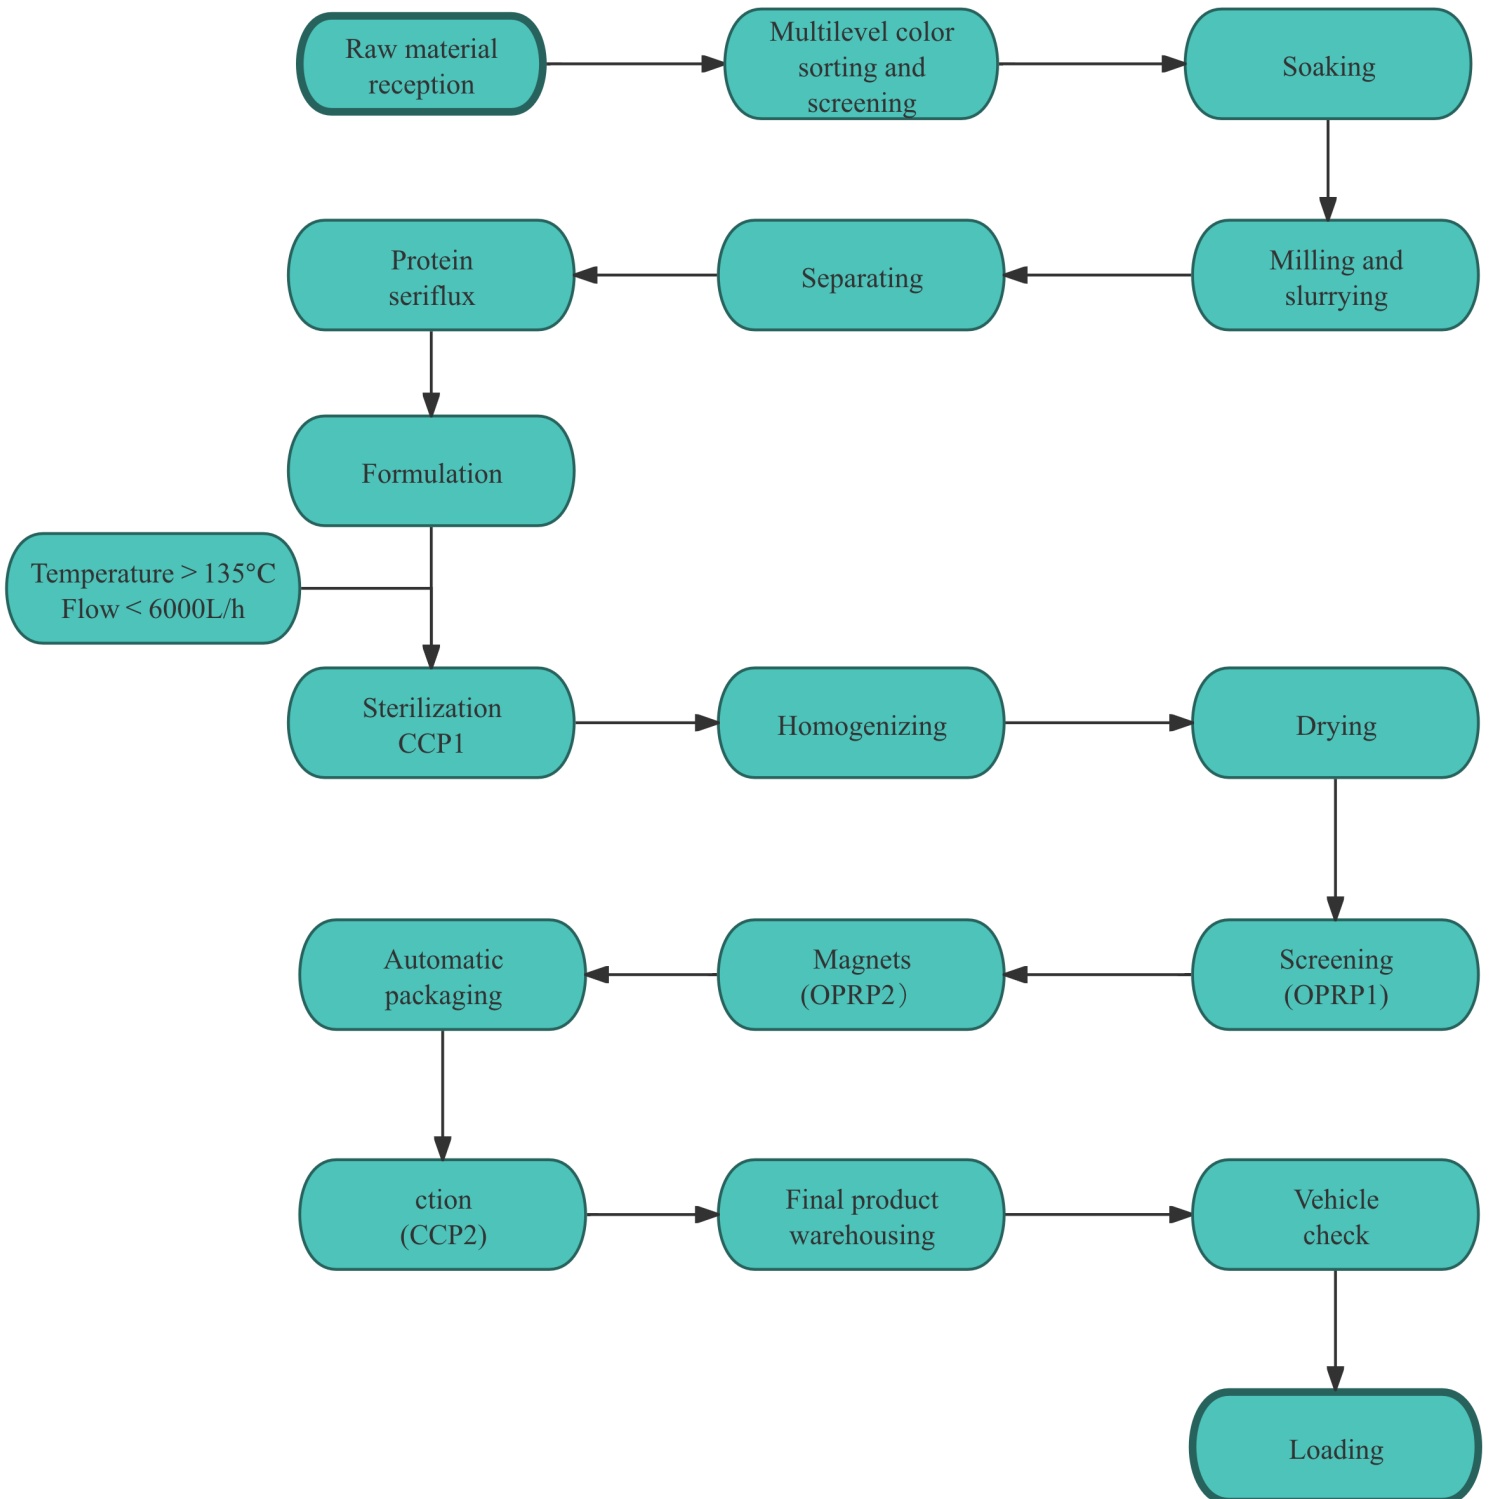 Raw material
reception
Multilevel color
sorting and
screening
Soaking
Protein
seriflux
Separating
Milling and
slurrying
Formulation
Temperature > 135°C
Flow < 6000L/h
Sterilization
CCP1
Homogenizing
Drying
Automatic
packaging
Magnets
(OPRP2）
Screening
(OPRP1)
ction
(CCP2)
Final product
warehousing
Vehicle
check
Loading